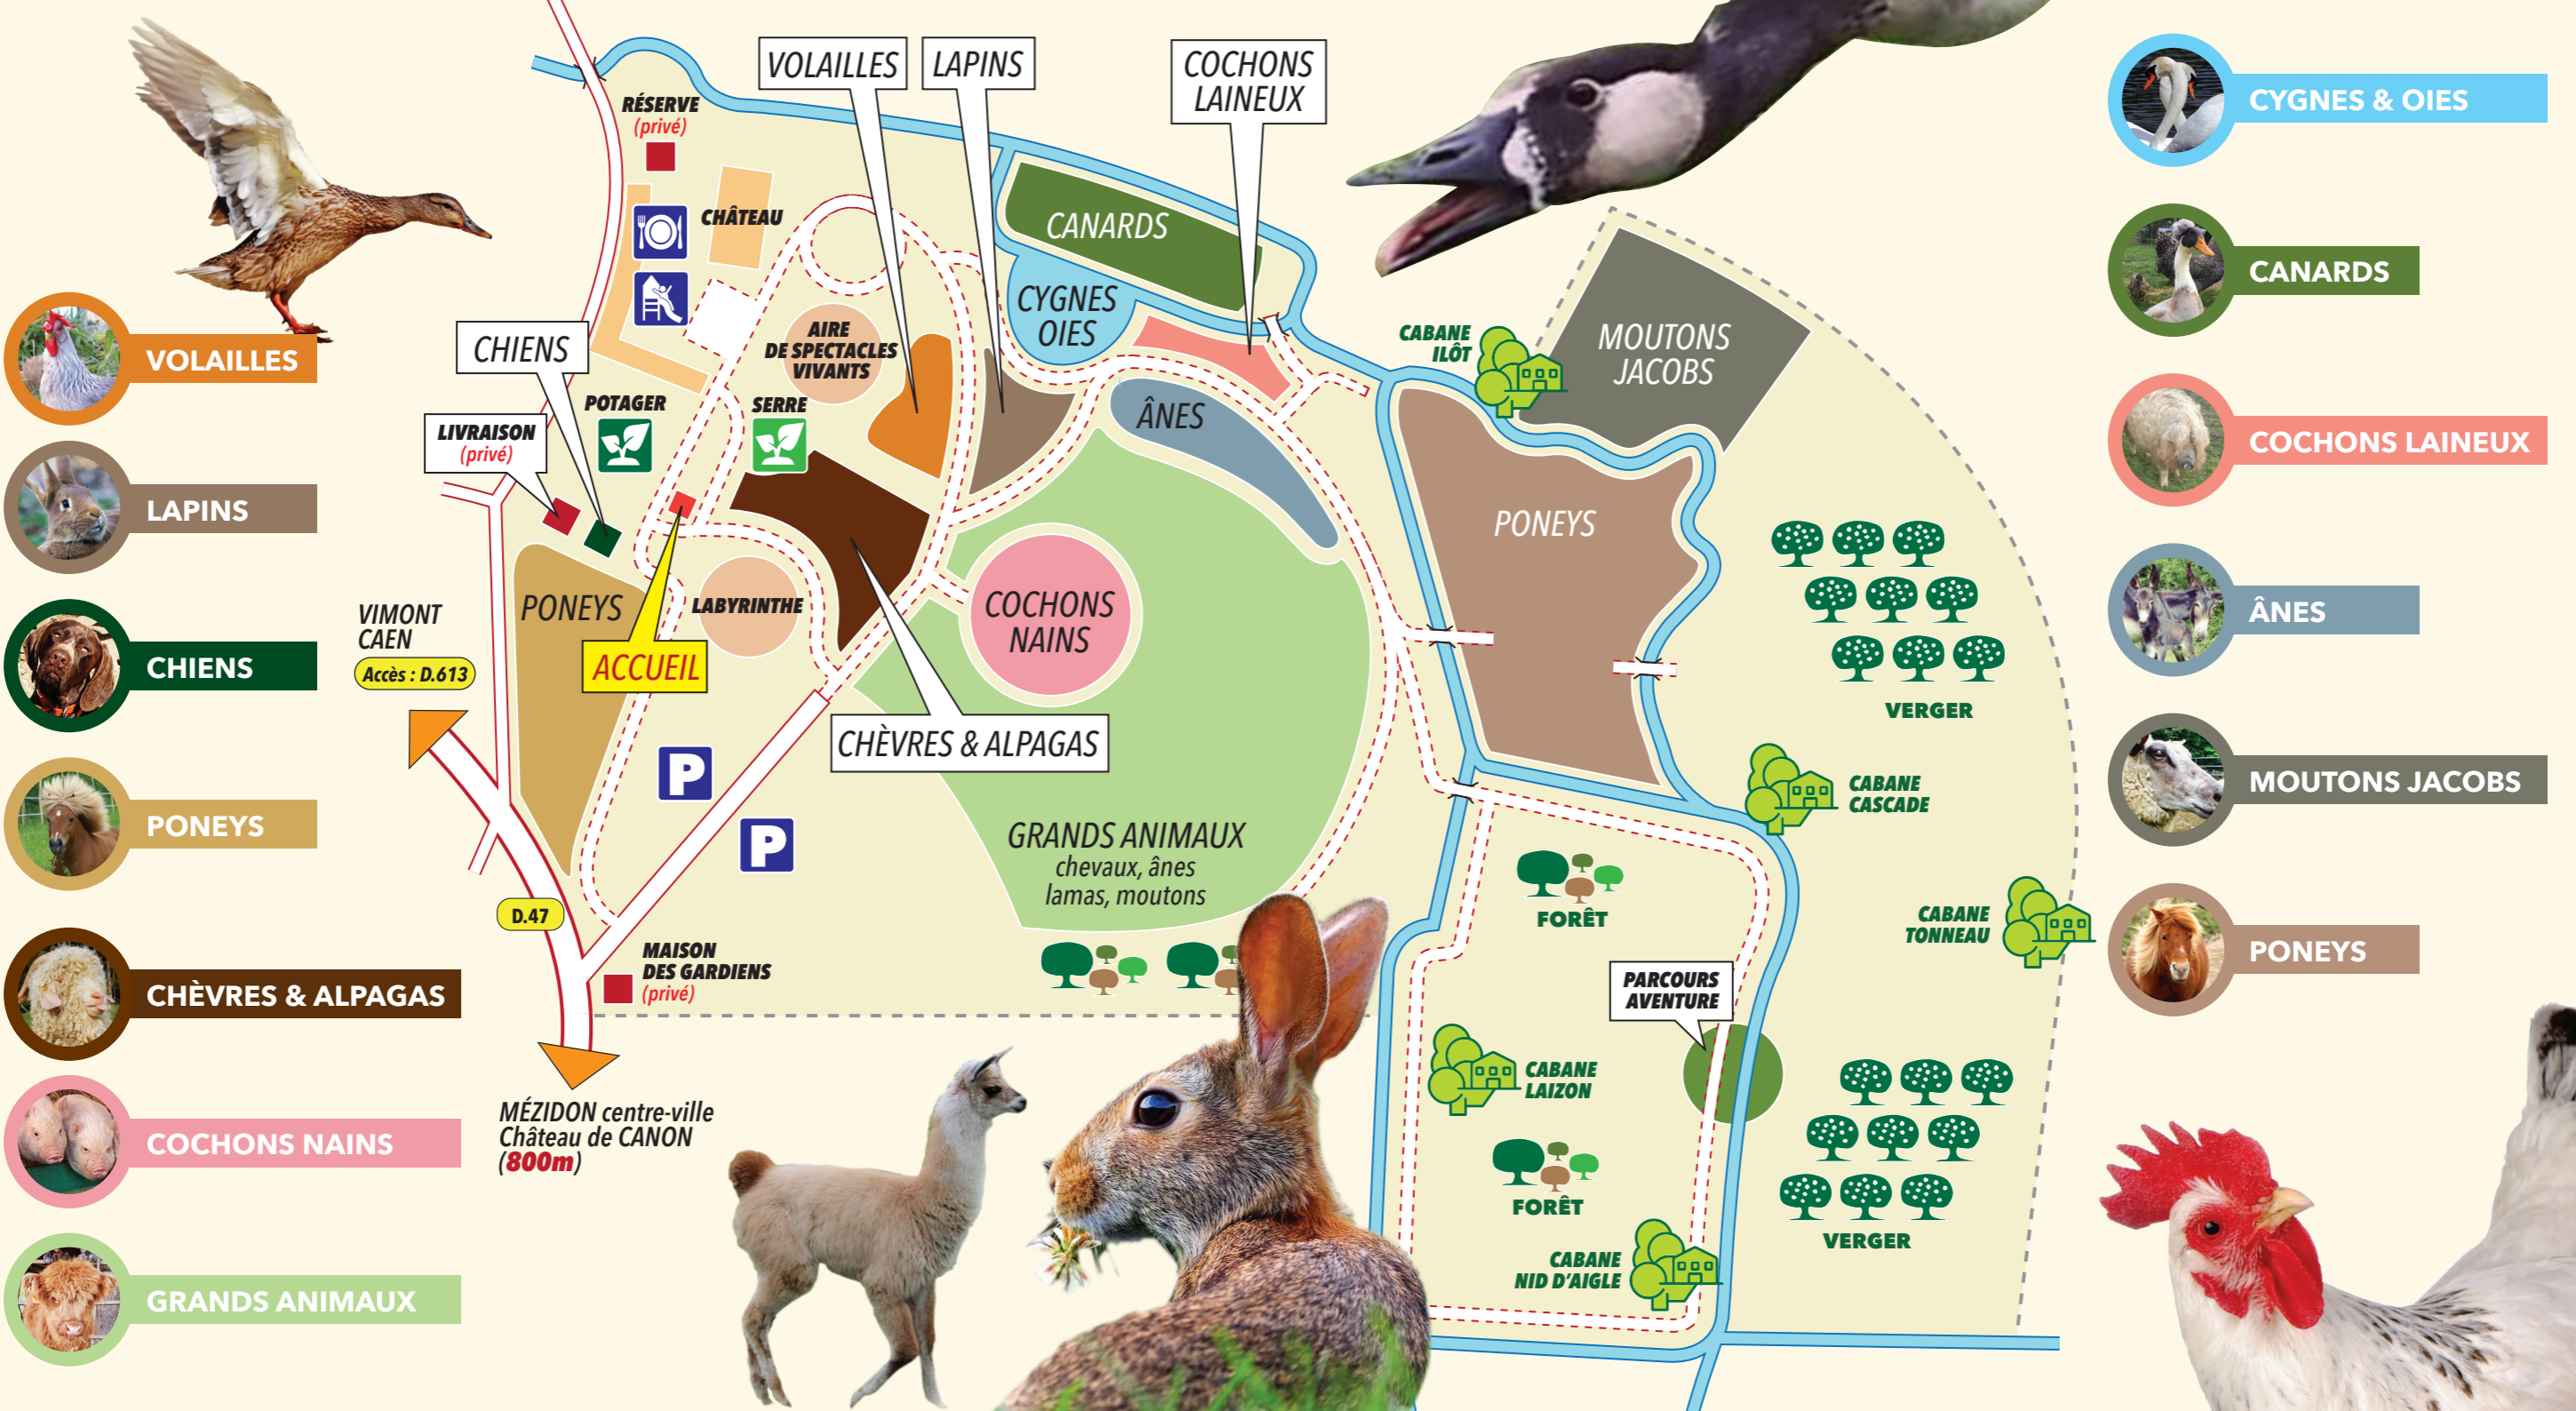 VOLAILLES
LAPINS
CHIENS
PONEYS
CHÈVRES & ALPAGAS
COCHONS NAINS
GRANDS ANIMAUX
VOLAILLES
LAPINS
COCHONS
LAINEUX
RÉSERVE
(privé)
CHÂTEAU
CANARDS
CYGNES
OIES
AIRE
DE SPECTACLES
VIVANTS
CHIENS
POTAGER
SERRE
LIVRAISON
(privé)
ÂNES
CABANE
ILÔT
MOUTONS
JACOBS
PONEYS
PONEYS
LABYRINTHE
COCHONS
NAINS
ACCUEIL
VIMONT
CAEN
Accès : D.613
CHÈVRES & ALPAGAS
P
P
GRANDS ANIMAUX
chevaux, ânes
lamas, moutons
VERGER
CABANE
CASCADE
FORÊT
CABANE
TONNEAU
D.47
MAISON
DES GARDIENS
(privé)
PARCOURS
AVENTURE
CABANE
LAIZON
MÉZIDON centre-ville
Château de CANON
(800m)
FORÊT
VERGER
CABANE
NID D'AIGLE
CYGNES & OIES
CANARDS
COCHONS LAINEUX
ÂNES
MOUTONS JACOBS
PONEYS